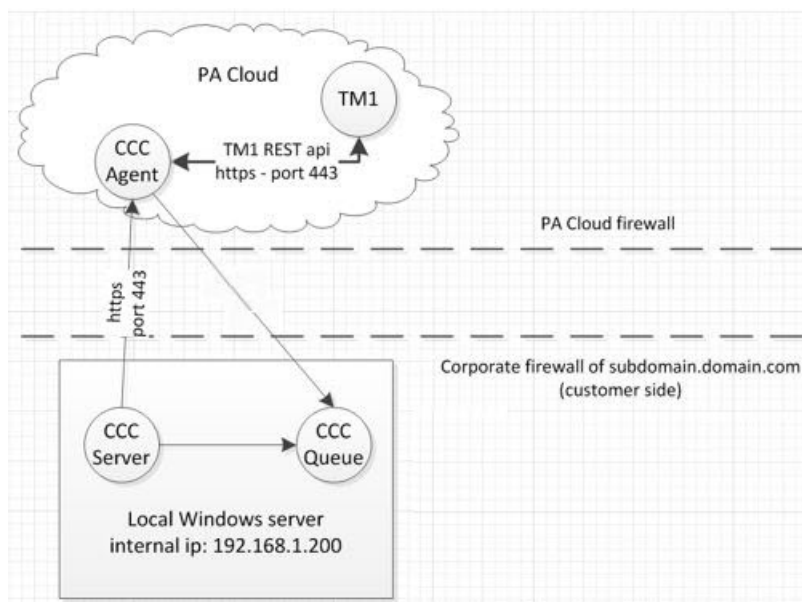 PA Cloud
TM1
CCC
Agent
TM1 REST api
https - port 443
PA Cloud firewall
https
port 443
Corporate firewall of subdomain.domain.com
(customer side)
CCC
Server
CCC
Queue
Local Windows server
internal ip: 192.168.1.200